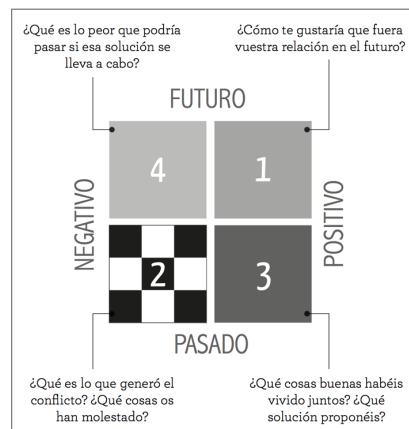 ¿Qué es lo peor que podría
pasar si esa solución se
lleva a cabo?
¿Cómo te gustaría que fuera
vuestra relación en el futuro?
FUTURO
NEGATIVO
4
1
POSITIVO
2
3
PASADO
¿Qué es lo que generó el
conflicto? ¿Qué cosas os
han molestado?
¿Qué cosas buenas habéis
vivido juntos? ¿Qué
solución proponéis?